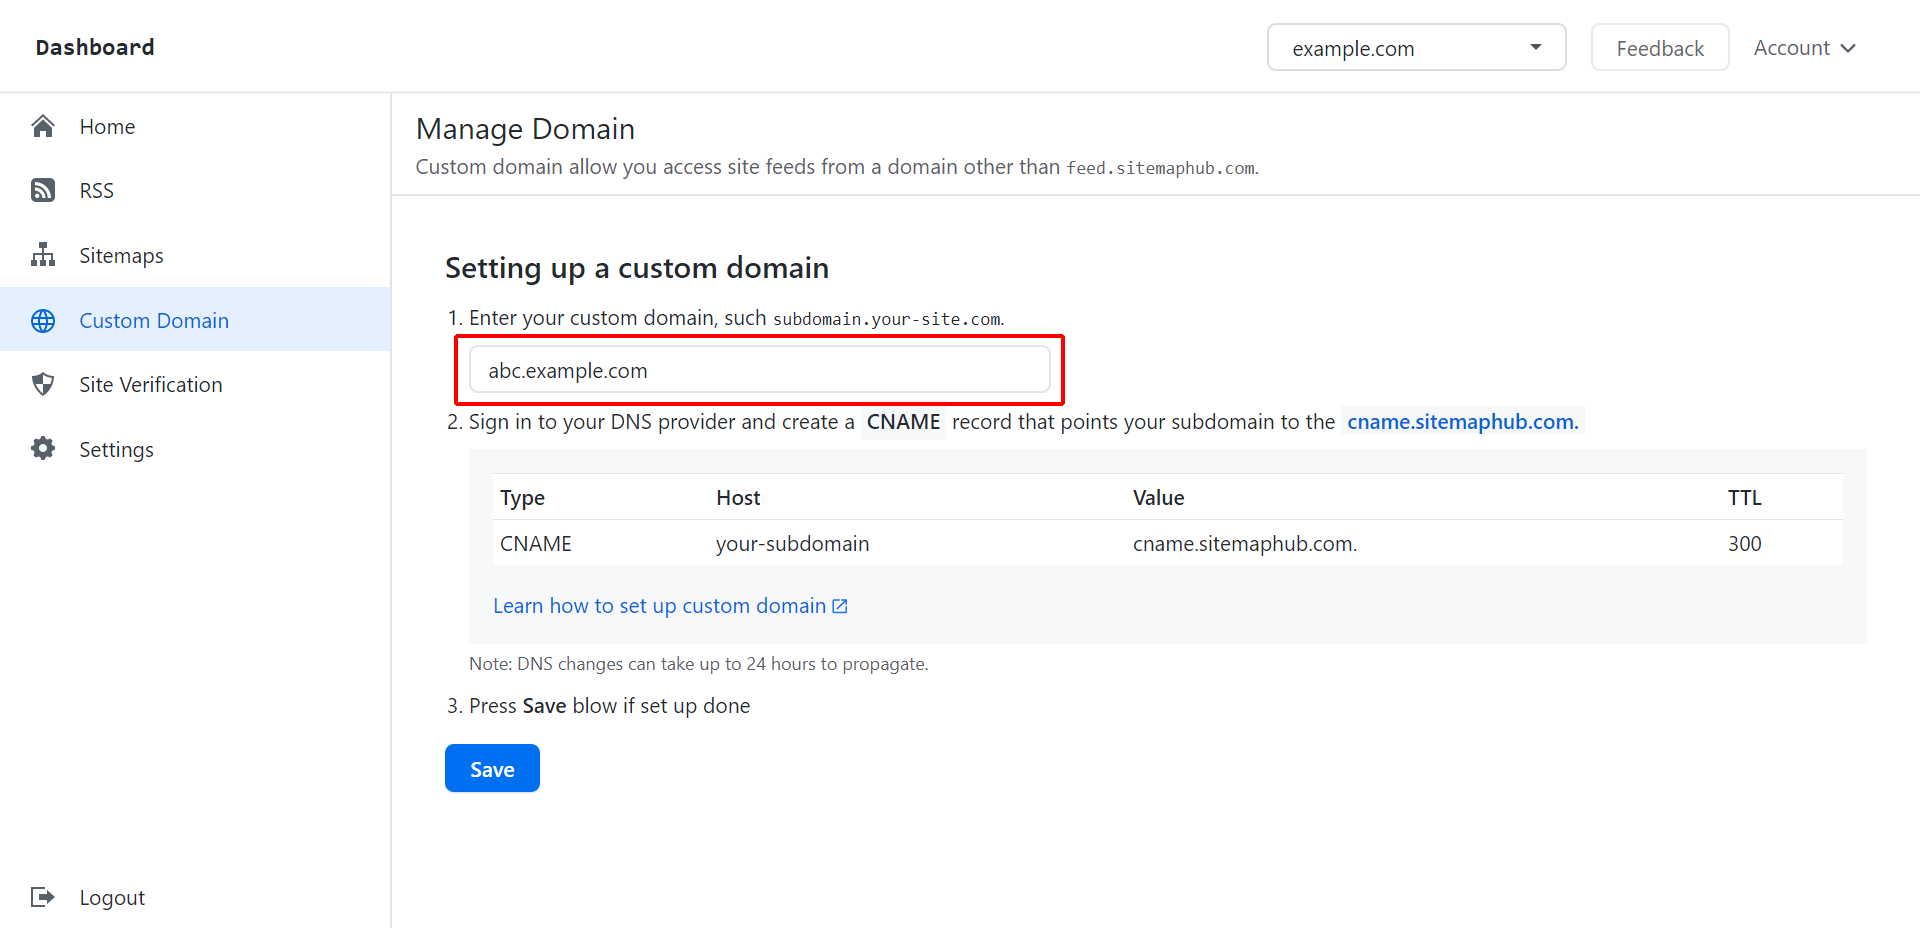 Dashboard
example.com
Feedback
Account
Home
RSS
Sitemaps
Custom Domain
Site Verification
Settings
Logout
Manage Domain
Custom domain allow you access site feeds from a domain other than feed.sitemaphub.com.
Setting up a custom domain
1. Enter your custom domain, such subdomain.your-site.com.
abc.example.com
2. Sign in to your DNS provider and create a CNAME record that points your subdomain to the cname.sitemaphub.com.
Type Host Value TTL
CNAME your-subdomain cname.sitemaphub.com. 300
Learn how to set up custom domain
Note: DNS changes can take up to 24 hours to propagate.
3. Press Save blow if set up done
Save